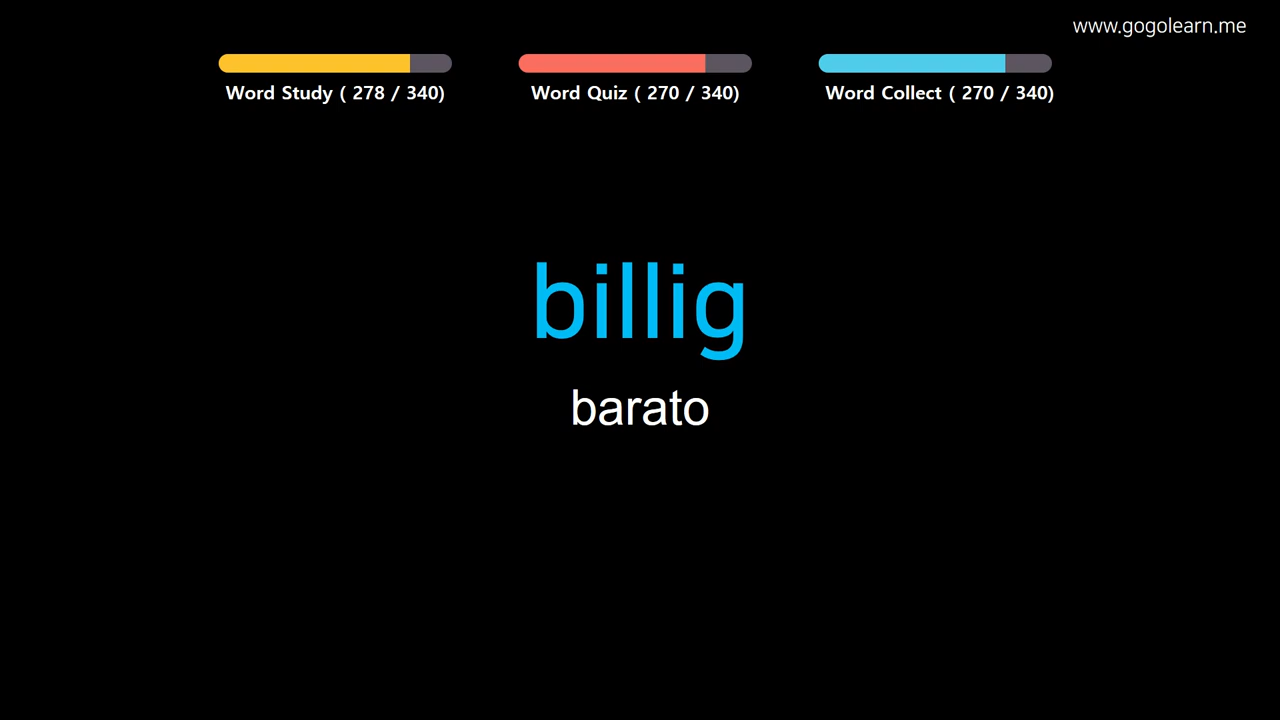 www.gogolearn.me
Word Study ( 278 / 340)
Word Quiz ( 270 / 340)
Word Collect ( 270 / 340)
billig
barato